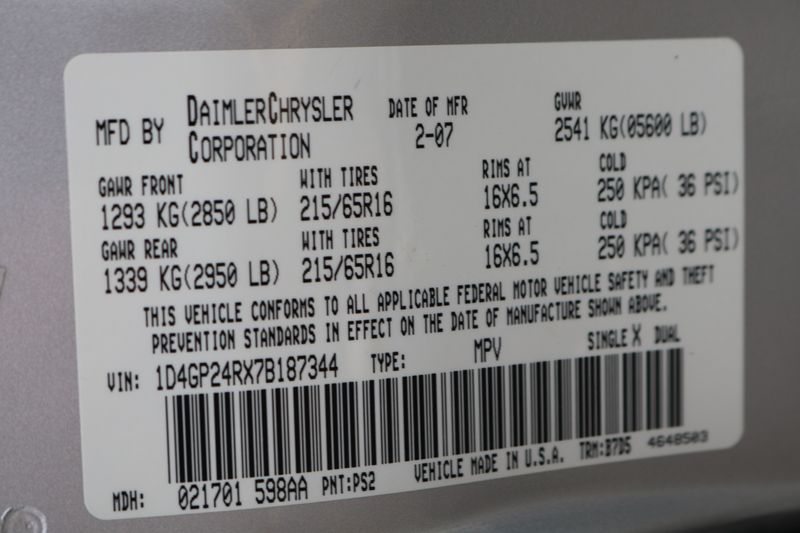 MFD BY DAIMLERCHRYSLER CORPORATION DATE OF MFR 2-07 GVWR 2541 KG(05600 LB)
GAWR FRONT WITH TIRES RIMS AT COLD
1293 KG(2850 LB) 215/65R16 16X6.5 250 KPA( 36 PSI)
GAWR REAR WITH TIRES RIMS AT COLD
1339 KG(2950 LB) 215/65R16 16X6.5 250 KPA( 36 PSI)
THIS VEHICLE CONFORMS TO ALL APPLICABLE FEDERAL MOTOR VEHICLE SAFETY AND THEFT
PREVENTION STANDARDS IN EFFECT ON THE DATE OF MANUFACTURE SHOWN ABOVE.
VIN: 1D4GP24RX7B187344 TYPE: MPV SINGLE X DUAL
MDH: 021701 598AA PNT:PS2 VEHICLE MADE IN U.S.A. TRM:B7D5 4648503